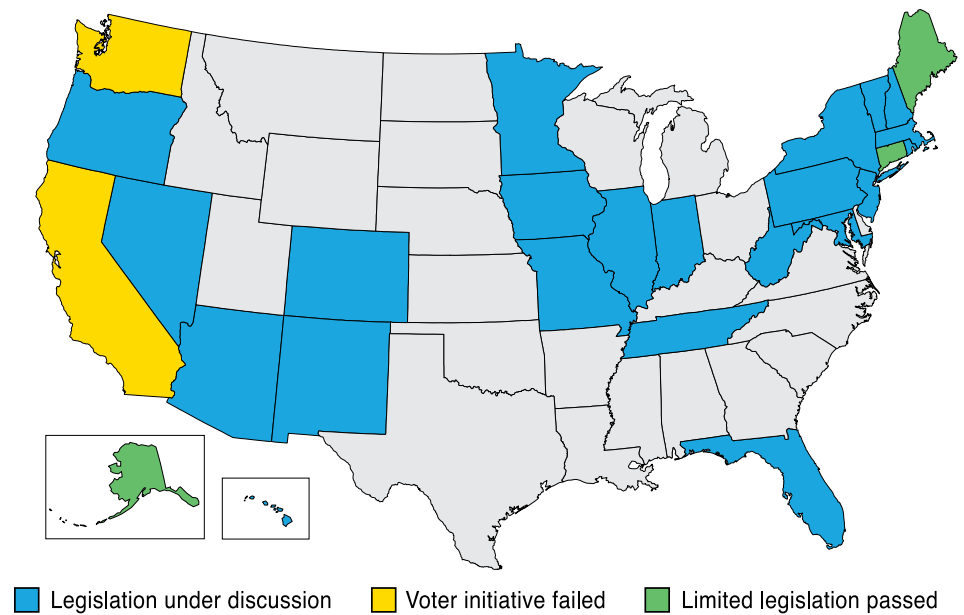 Legislation under discussion
Voter initiative failed
Limited legislation passed